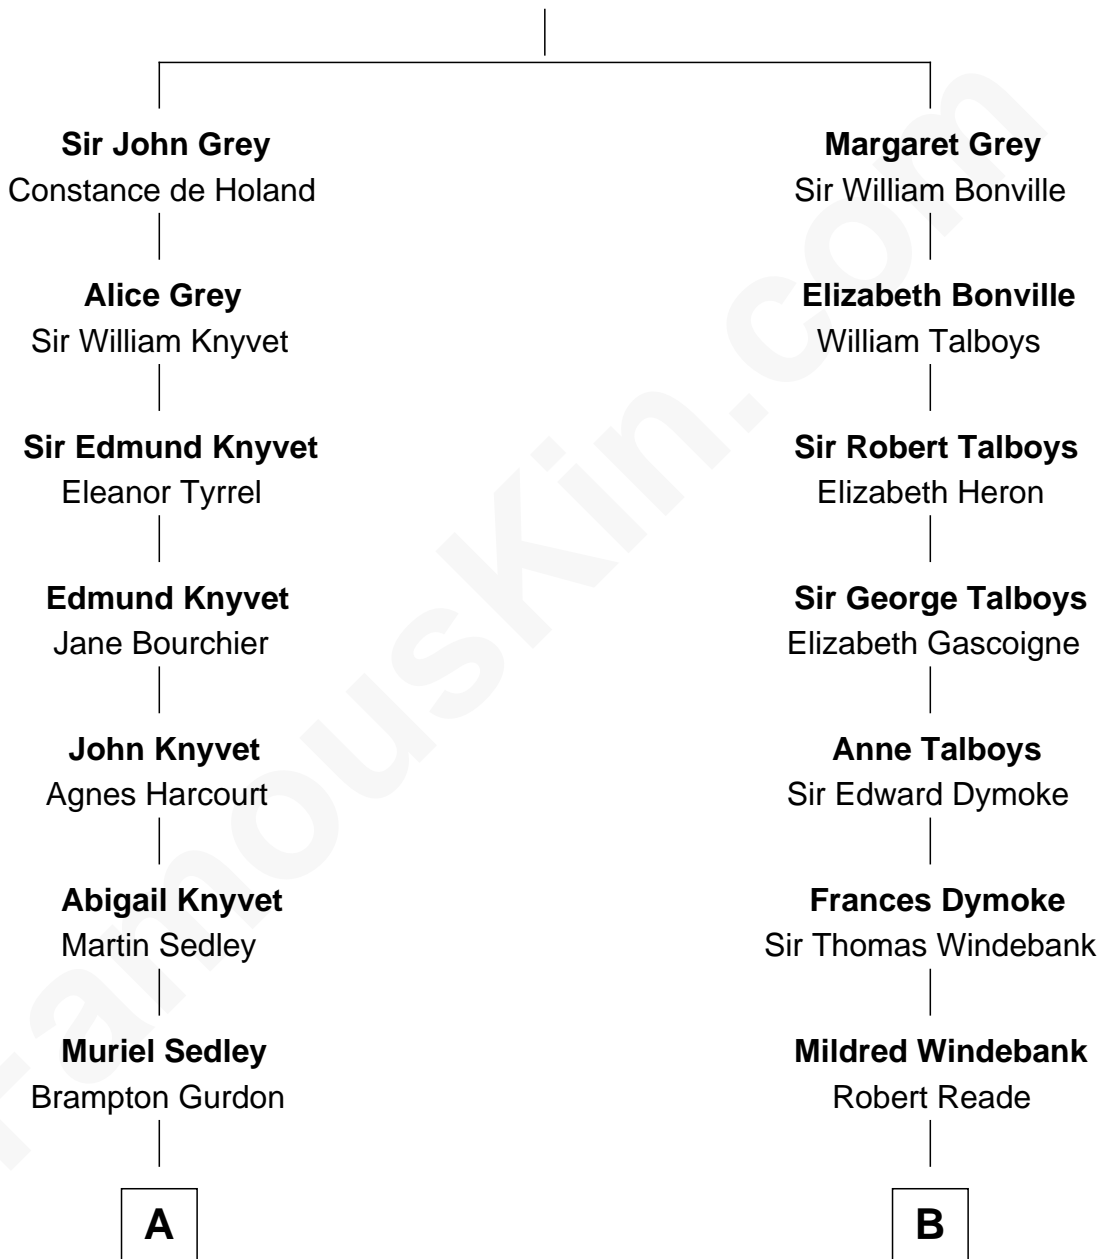 Sir John Grey
Constance de Holand
Alice Grey
Sir William Knyvet
Sir Edmund Knyvet
Eleanor Tyrrel
Edmund Knyvet
Jane Bourchier
John Knyvet
Agnes Harcourt
Abigail Knyvet
Martin Sedley
Muriel Sedley
Brampton Gurdon
A
Margaret Grey
Sir William Bonville
Elizabeth Bonville
William Talboys
Sir Robert Talboys
Elizabeth Heron
Sir George Talboys
Elizabeth Gascoigne
Anne Talboys
Sir Edward Dymoke
Frances Dymoke
Sir Thomas Windebank
Mildred Windebank
Robert Reade
B
FamousKin.com